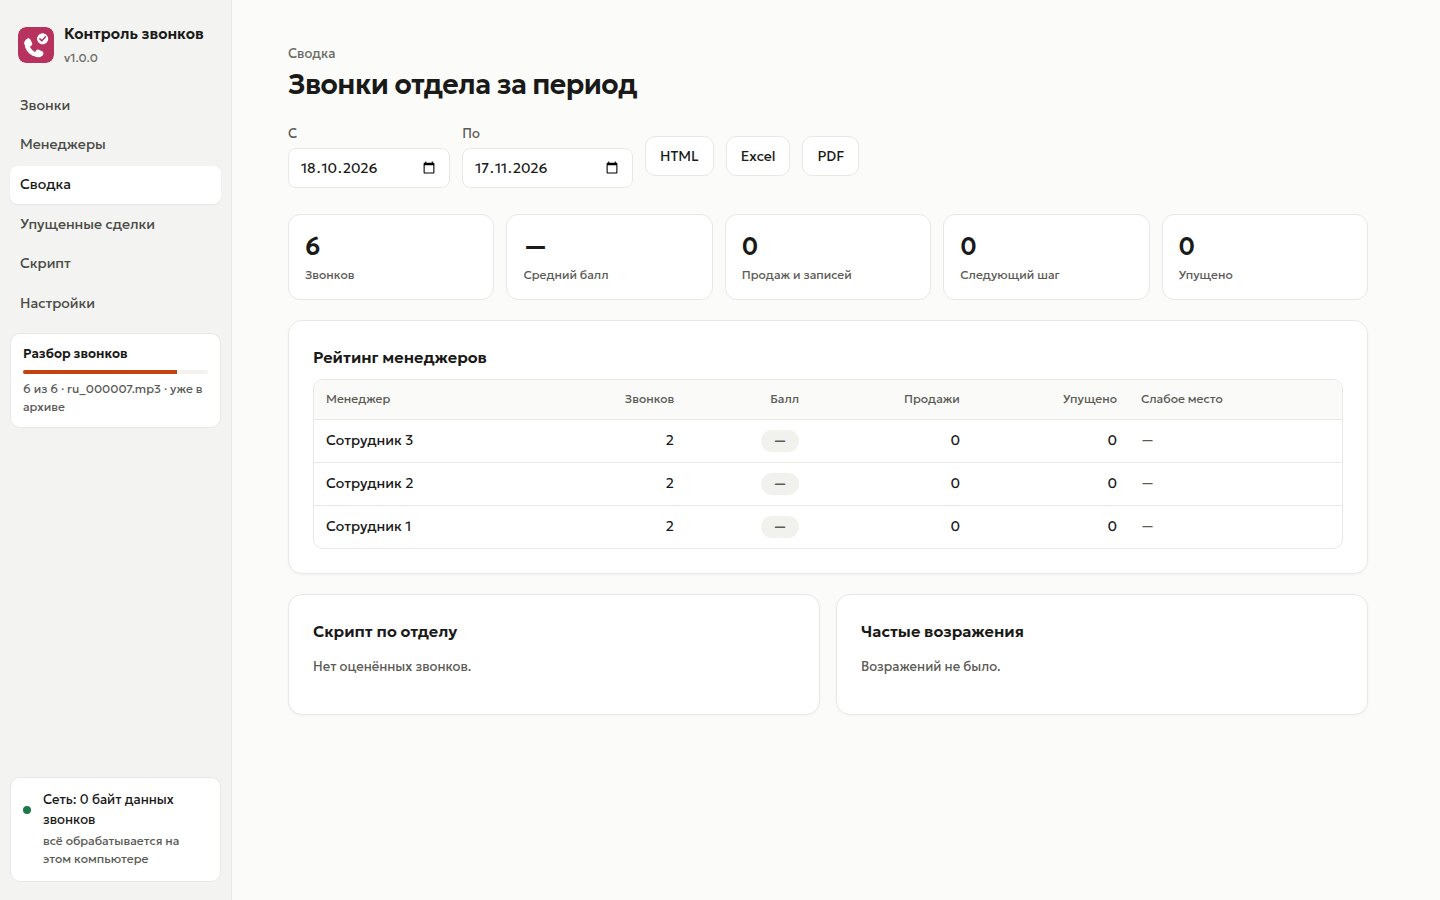 Контроль звонков
v1.0.0
Звонки
Менеджеры
Сводка
Упущенные сделки
Скрипт
Настройки
Разбор звонков
6 из 6 · ru_000007.mp3 · уже в
архиве
Сеть: 0 байт данных
звонков
всё обрабатывается на
этом компьютере
Сводка
Звонки отдела за период
С По
18.10.2026 17.11.2026 HTML Excel PDF
6 — 0 0 0
Звонков Средний балл Продаж и записей Следующий шаг Упущено
Рейтинг менеджеров
Менеджер Звонков Балл Продажи Упущено Слабое место
Сотрудник 3 2 — 0 0 —
Сотрудник 2 2 — 0 0 —
Сотрудник 1 2 — 0 0 —
Скрипт по отделу
Нет оценённых звонков.
Частые возражения
Возражений не было.